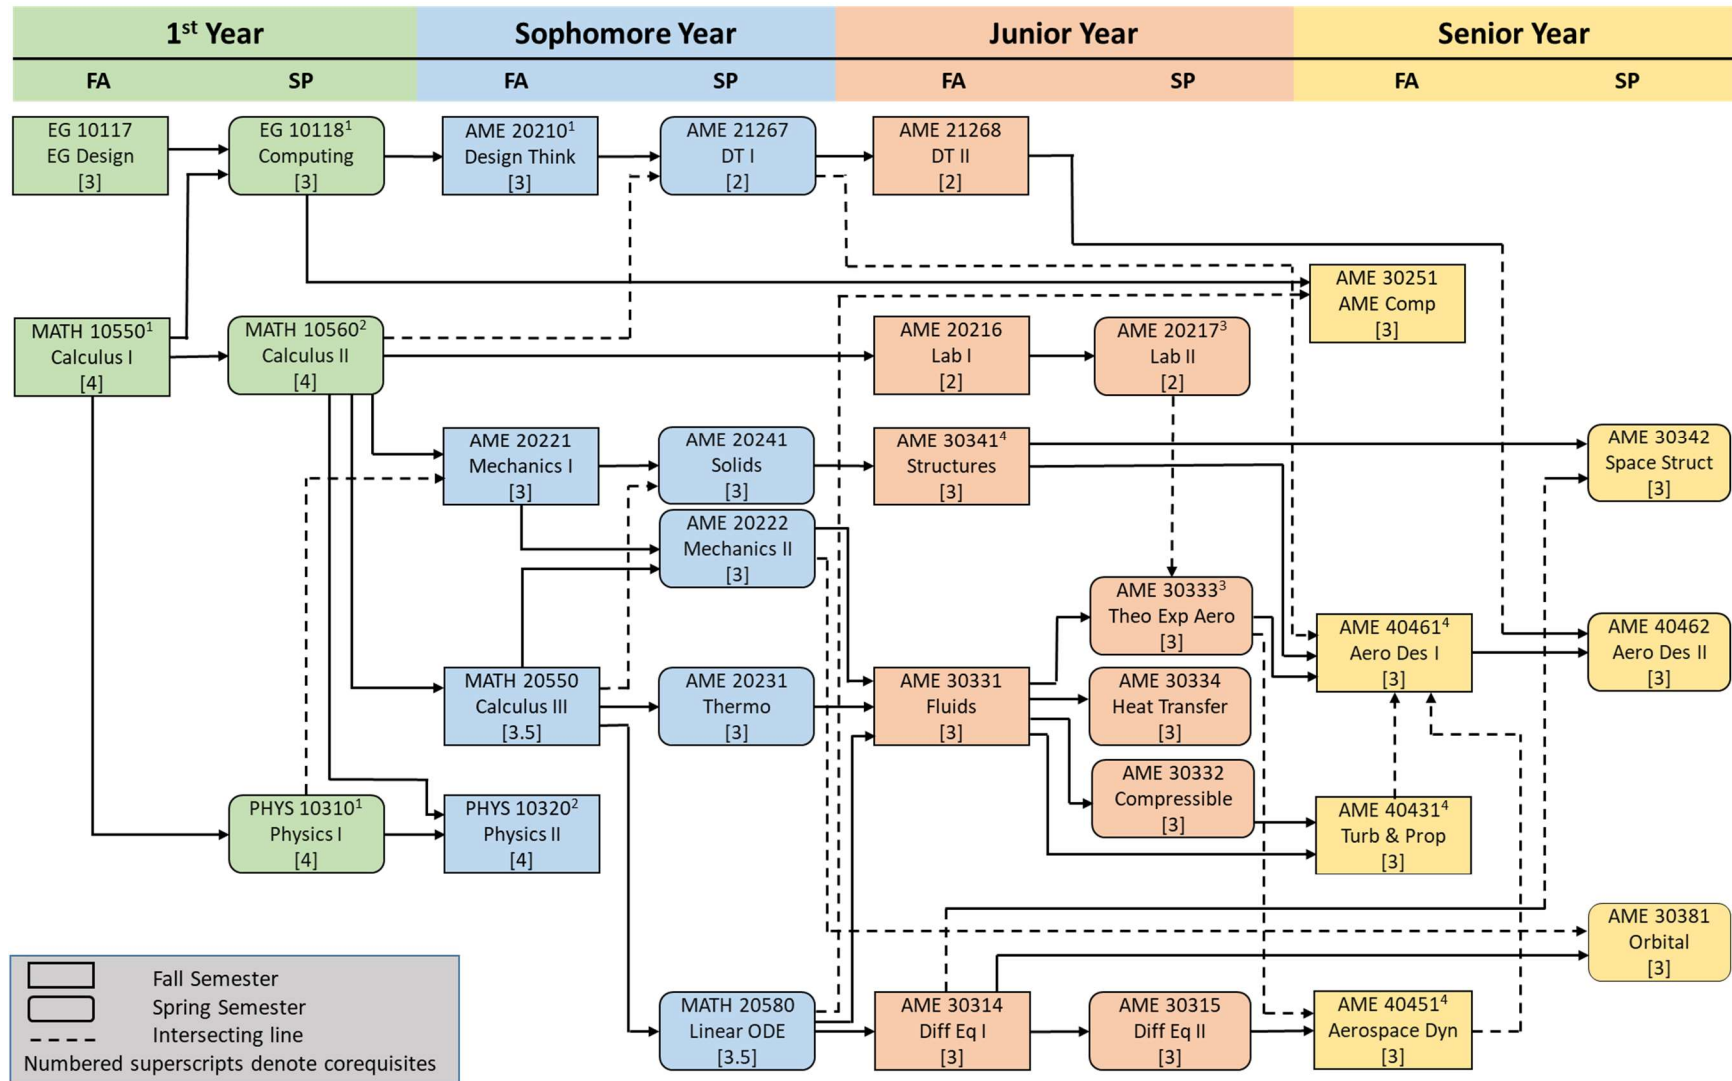 1st Year
Sophomore Year
Junior Year
Senior Year
FA
SP
FA
SP
FA
SP
FA
SP
EG 10117
EG Design
[3]
EG 10118¹
Computing
[3]
AME 20210¹
Design Think
[3]
AME 21267
DT I
[2]
AME 21268
DT II
[2]
AME 30251
AME Comp
[3]
MATH 10550¹
Calculus I
[4]
MATH 10560²
Calculus II
[4]
AME 20216
Lab I
[2]
AME 20217³
Lab II
[2]
AME 20221
Mechanics I
[3]
AME 20241
Solids
[3]
AME 30341⁴
Structures
[3]
AME 30342
Space Struct
[3]
AME 20222
Mechanics II
[3]
AME 30333³
Theo Exp Aero
[3]
AME 40461⁴
Aero Des I
[3]
AME 40462
Aero Des II
[3]
MATH 20550
Calculus III
[3.5]
AME 20231
Thermo
[3]
AME 30331
Fluids
[3]
AME 30334
Heat Transfer
[3]
AME 30332
Compressible
[3]
PHYS 10310¹
Physics I
[4]
PHYS 10320²
Physics II
[4]
AME 40431⁴
Turb & Prop
[3]
AME 30381
Orbital
[3]
MATH 20580
Linear ODE
[3.5]
AME 30314
Diff Eq I
[3]
AME 30315
Diff Eq II
[3]
AME 40451⁴
Aerospace Dyn
[3]
Fall Semester
Spring Semester
Intersecting line
Numbered superscripts denote corequisites